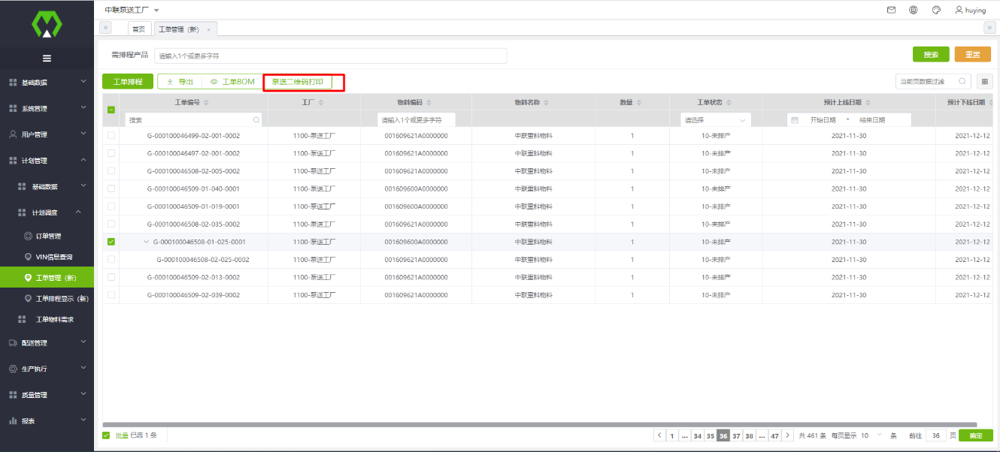 中联泵送工厂
huying
首页 工单管理（新） ×
需排程产品 请输入1个或更多字符 搜索 重置
工单排程 导出 工单BOM 泵送二维码打印 当前页数据过滤
工单编号 工厂 物料编码 物料名称 数量 工单状态 预计上线日期 预计下线日期
搜索 请输入1个或更多字符 请选择 开始日期 - 结束日期
G-000100046499-02-001-0002 1100-泵送工厂 001609621A0000000 中联重科物料 1 10-未排产 2021-11-30 2021-12-12
G-000100046497-02-001-0002 1100-泵送工厂 001609621A0000000 中联重科物料 1 10-未排产 2021-11-30 2021-12-12
G-000100046508-02-005-0002 1100-泵送工厂 001609621A0000000 中联重科物料 1 10-未排产 2021-11-30 2021-12-12
G-000100046509-01-040-0001 1100-泵送工厂 001609600A0000000 中联重科物料 1 10-未排产 2021-11-30 2021-12-12
G-000100046509-01-019-0001 1100-泵送工厂 001609600A0000000 中联重科物料 1 10-未排产 2021-11-30 2021-12-12
G-000100046508-02-035-0002 1100-泵送工厂 001609621A0000000 中联重科物料 1 10-未排产 2021-11-30 2021-12-12
G-000100046508-01-025-0001 1100-泵送工厂 001609600A0000000 中联重科物料 1 10-未排产 2021-11-30 2021-12-12
G-000100046508-02-025-0002 1100-泵送工厂 001609621A0000000 中联重科物料 1 10-未排产 2021-11-30 2021-12-12
G-000100046509-02-013-0002 1100-泵送工厂 001609621A0000000 中联重科物料 1 10-未排产 2021-11-30 2021-12-12
G-000100046509-02-039-0002 1100-泵送工厂 001609621A0000000 中联重科物料 1 10-未排产 2021-11-30 2021-12-12
批量 已选 1 条 1 ... 34 35 36 37 38 ... 47 共 461 条 每页显示 10 条 前往 36 页 确定
基础数据
系统管理
用户管理
计划管理
基础数据
计划调度
订单管理
VIN信息查询
工单管理（新）
工单排程显示（新）
工单物料需求
配送管理
生产执行
质量管理
报表